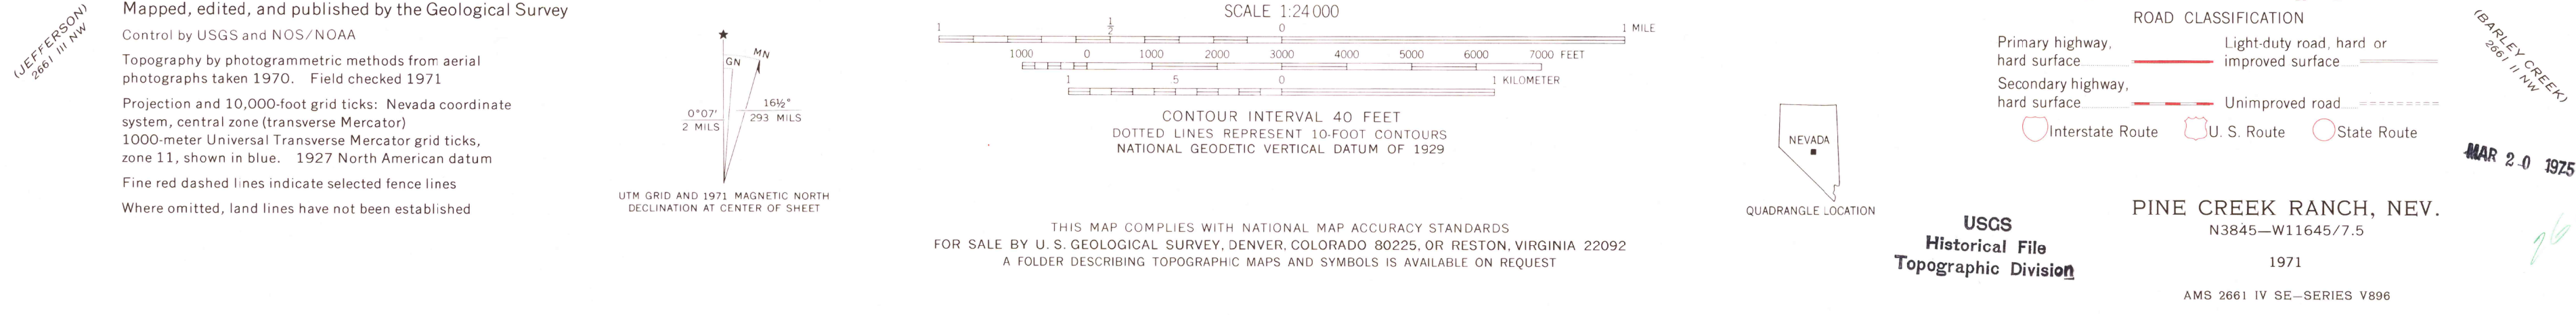 (JEFFERSON)
2661 III NW
Mapped, edited, and published by the Geological Survey
Control by USGS and NOS/NOAA
Topography by photogrammetric methods from aerial
photographs taken 1970. Field checked 1971
Projection and 10,000-foot grid ticks: Nevada coordinate
system, central zone (transverse Mercator)
1000-meter Universal Transverse Mercator grid ticks,
zone 11, shown in blue. 1927 North American datum
Fine red dashed lines indicate selected fence lines
Where omitted, land lines have not been established
★
GN
MN
0°07'
2 MILS
16½°
293 MILS
UTM GRID AND 1971 MAGNETIC NORTH
DECLINATION AT CENTER OF SHEET
SCALE 1:24 000
1 ½ 0 1 MILE
1000 0 1000 2000 3000 4000 5000 6000 7000 FEET
1 .5 0 1 KILOMETER
CONTOUR INTERVAL 40 FEET
DOTTED LINES REPRESENT 10-FOOT CONTOURS
NATIONAL GEODETIC VERTICAL DATUM OF 1929
THIS MAP COMPLIES WITH NATIONAL MAP ACCURACY STANDARDS
FOR SALE BY U. S. GEOLOGICAL SURVEY, DENVER, COLORADO 80225, OR RESTON, VIRGINIA 22092
A FOLDER DESCRIBING TOPOGRAPHIC MAPS AND SYMBOLS IS AVAILABLE ON REQUEST
NEVADA
QUADRANGLE LOCATION
ROAD CLASSIFICATION
Primary highway,
hard surface
Light-duty road, hard or
improved surface
Secondary highway,
hard surface
Unimproved road
Interstate Route
U. S. Route
State Route
(BARLEY CREEK)
2661 II NW
MAR 20 1975
USGS
Historical File
Topographic Division
PINE CREEK RANCH, NEV.
N3845—W11645/7.5
1971
AMS 2661 IV SE—SERIES V896